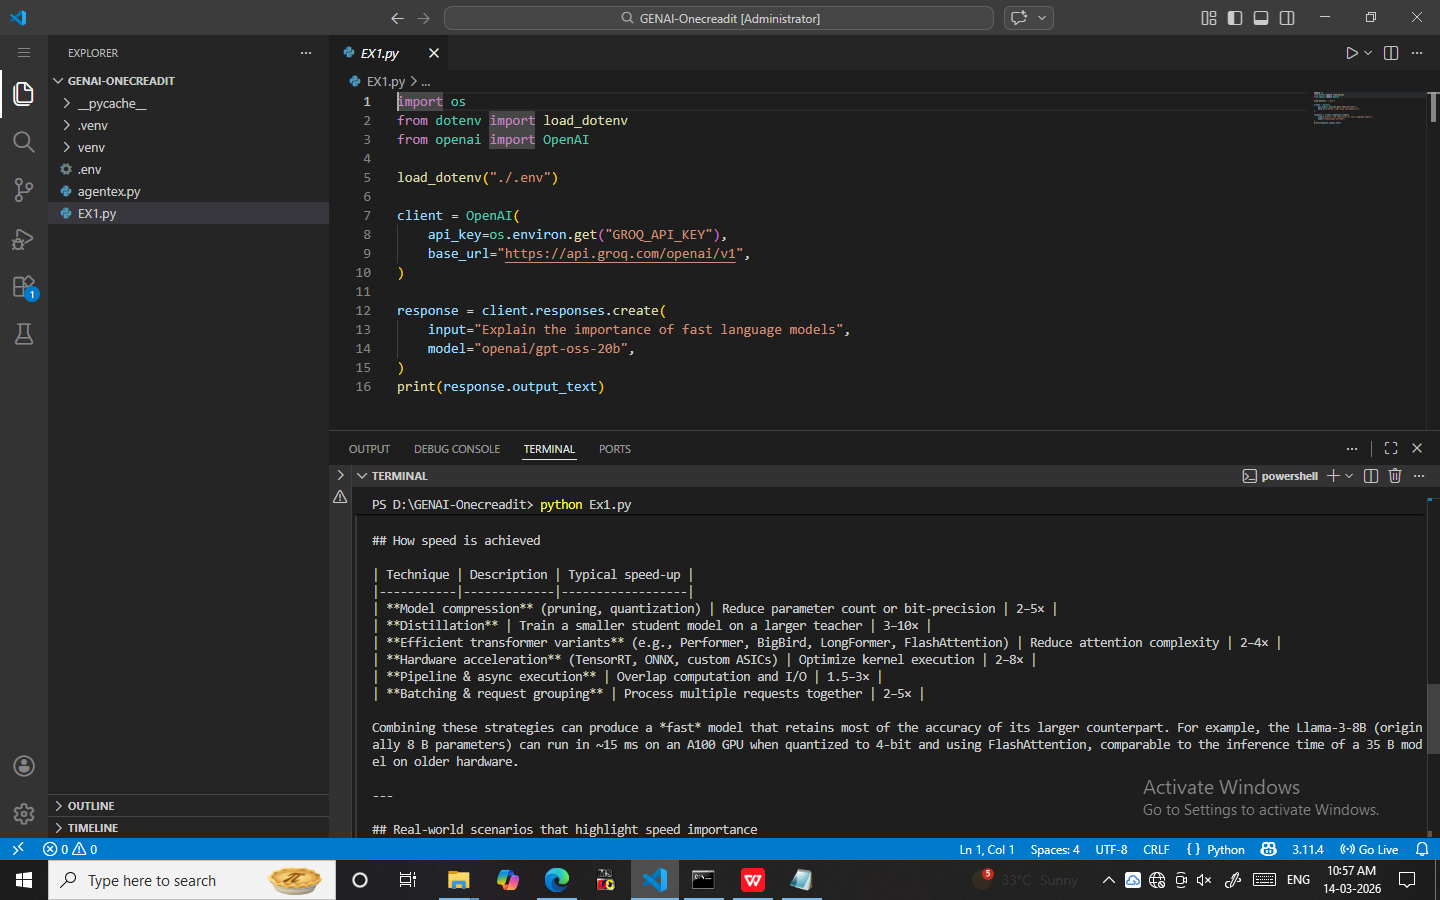 GENAI-Onecreadit [Administrator]
EXPLORER
GENAI-ONECREADIT
__pycache__
.venv
venv
.env
agentex.py
EX1.py
1
EX1.py
EX1.py > ...
1 import os
2 from dotenv import load_dotenv
3 from openai import OpenAI
4
5 load_dotenv("./.env")
6
7 client = OpenAI(
8     api_key=os.environ.get("GROQ_API_KEY"),
9     base_url="https://api.groq.com/openai/v1",
10 )
11
12 response = client.responses.create(
13     input="Explain the importance of fast language models",
14     model="openai/gpt-oss-20b",
15 )
16 print(response.output_text)
OUTPUT DEBUG CONSOLE TERMINAL PORTS
TERMINAL
powershell
PS D:\GENAI-Onecreadit> python Ex1.py
## How speed is achieved
| Technique | Description | Typical speed-up |
|-----------|-------------|------------------|
| **Model compression** (pruning, quantization) | Reduce parameter count or bit-precision | 2–5× |
| **Distillation** | Train a smaller student model on a larger teacher | 3–10× |
| **Efficient transformer variants** (e.g., Performer, BigBird, LongFormer, FlashAttention) | Reduce attention complexity | 2–4× |
| **Hardware acceleration** (TensorRT, ONNX, custom ASICs) | Optimize kernel execution | 2–8× |
| **Pipeline & async execution** | Overlap computation and I/O | 1.5–3× |
| **Batching & request grouping** | Process multiple requests together | 2–5× |
Combining these strategies can produce a *fast* model that retains most of the accuracy of its larger counterpart. For example, the Llama-3-8B (origin
ally 8 B parameters) can run in ~15 ms on an A100 GPU when quantized to 4-bit and using FlashAttention, comparable to the inference time of a 35 B mod
el on older hardware.
---
## Real-world scenarios that highlight speed importance
Activate Windows
Go to Settings to activate Windows.
OUTLINE
TIMELINE
0 0
Ln 1, Col 1 Spaces: 4 UTF-8 CRLF { } Python 3.11.4 Go Live
Type here to search
5
33°C Sunny
ENG
10:57 AM
14-03-2026